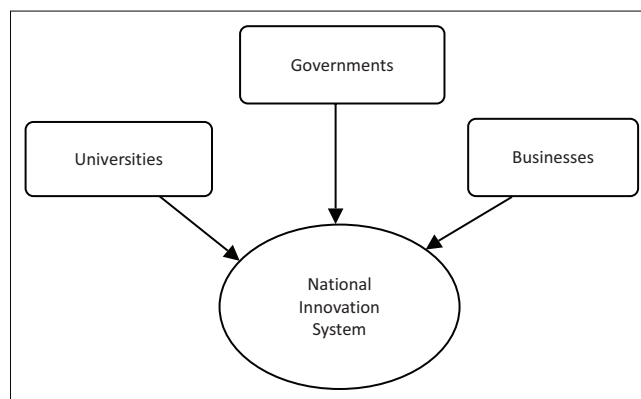 Governments
Universities
Businesses
National
Innovation
System